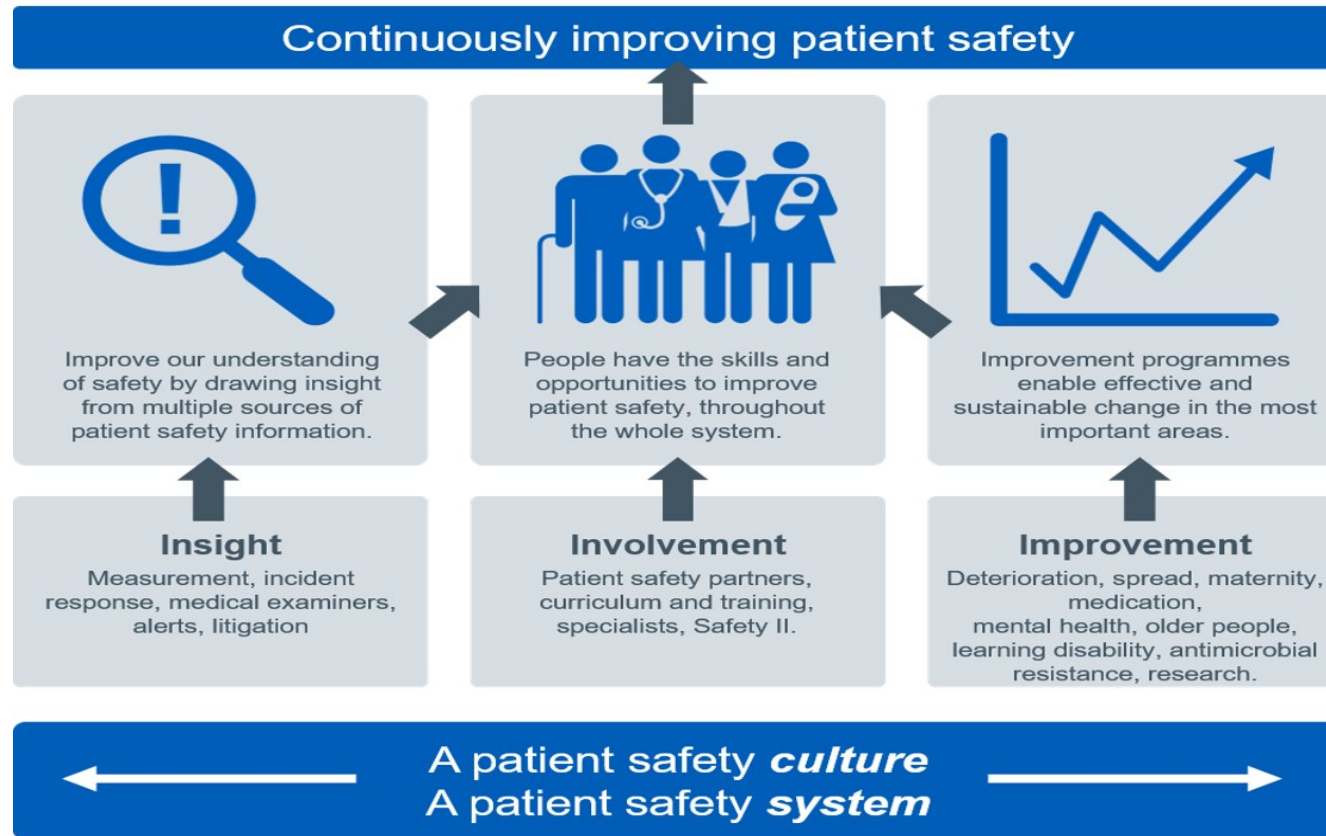 Continuously improving patient safety
!
Improve our understanding
of safety by drawing insight
from multiple sources of
patient safety information.
People have the skills and
opportunities to improve
patient safety, throughout
the whole system.
Improvement programmes
enable effective and
sustainable change in the most
important areas.
Insight
Measurement, incident
response, medical examiners,
alerts, litigation
Involvement
Patient safety partners,
curriculum and training,
specialists, Safety II.
Improvement
Deterioration, spread, maternity,
medication,
mental health, older people,
learning disability, antimicrobial
resistance, research.
A patient safety culture
A patient safety system